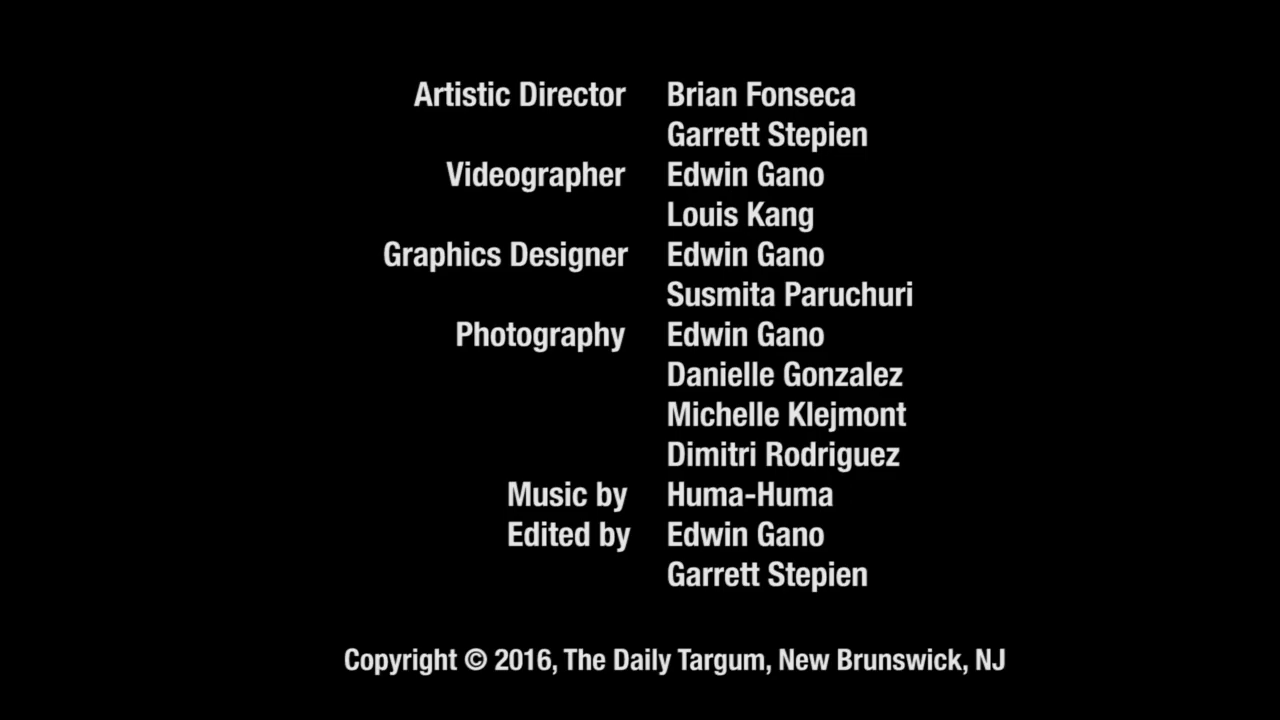 Artistic Director Brian Fonseca
Garrett Stepien
Videographer Edwin Gano
Louis Kang
Graphics Designer Edwin Gano
Susmita Paruchuri
Photography Edwin Gano
Danielle Gonzalez
Michelle Klejmont
Dimitri Rodriguez
Music by Huma-Huma
Edited by Edwin Gano
Garrett Stepien
Copyright © 2016, The Daily Targum, New Brunswick, NJ